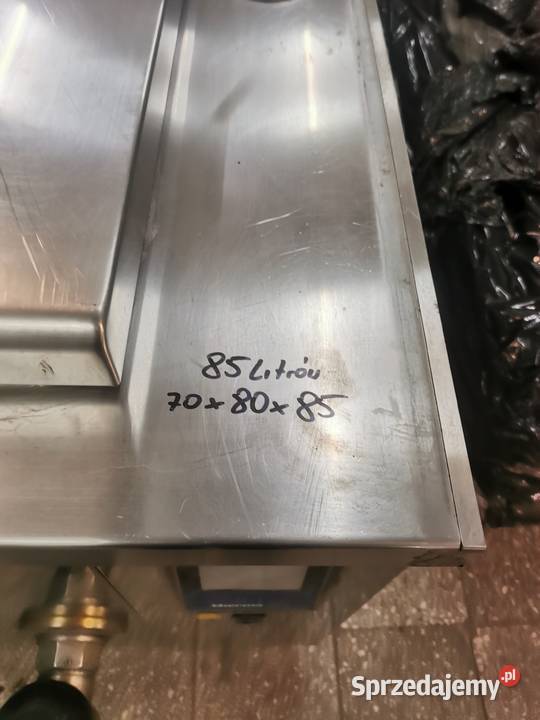 85 Litrów
70 x 80 x 85
Sprzedajemy.pl